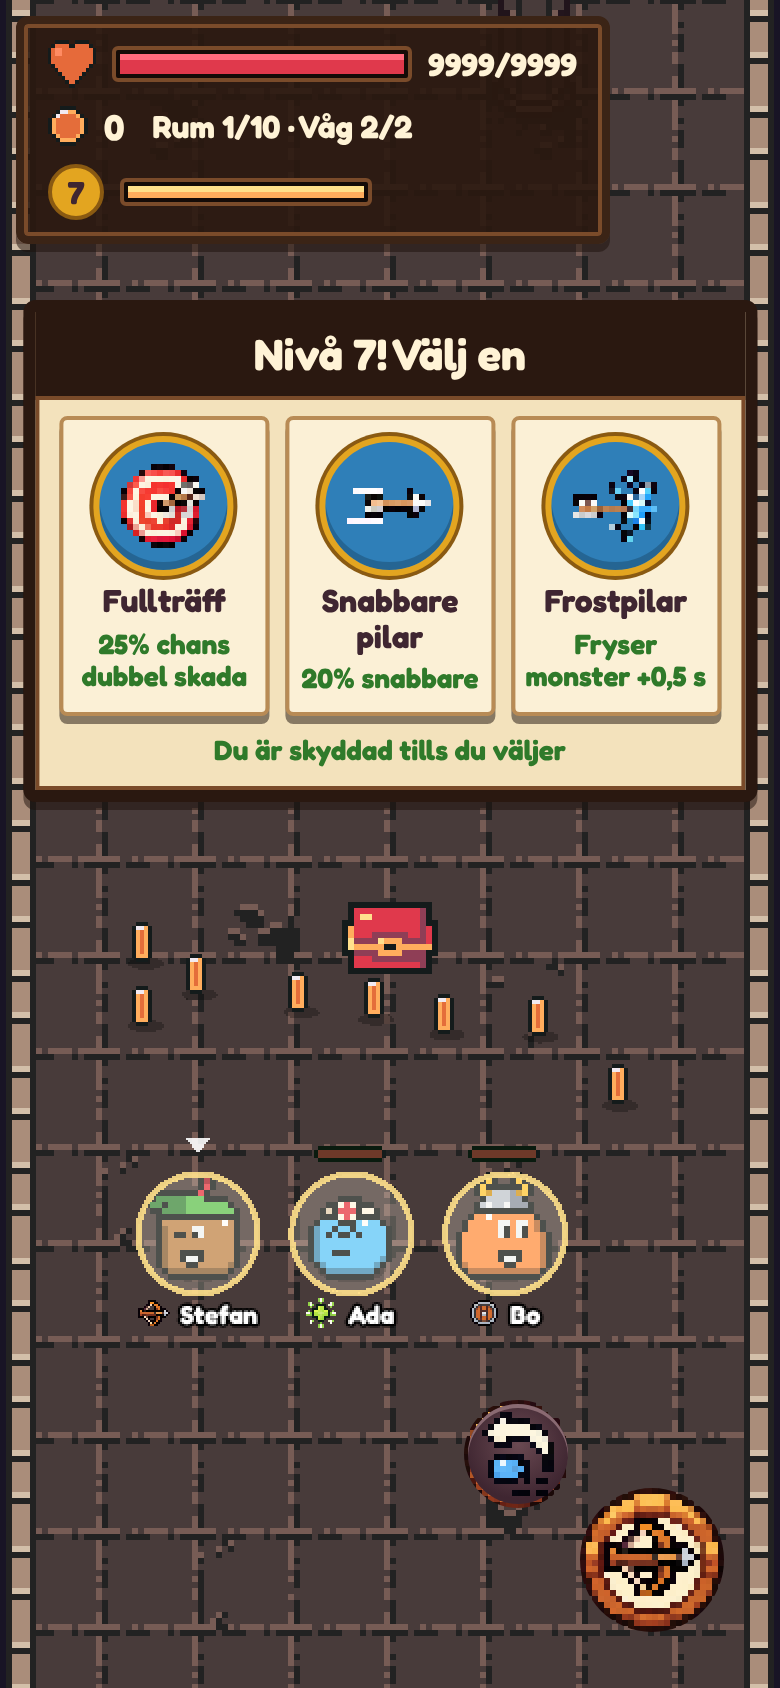 9999/9999
0 Rum 1/10 · Våg 2/2
7
Nivå 7! Välj en
Fullträff
25% chans
dubbel skada
Snabbare
pilar
20% snabbare
Frostpilar
Fryser
monster +0,5 s
Du är skyddad tills du väljer
Stefan
Ada
Bo